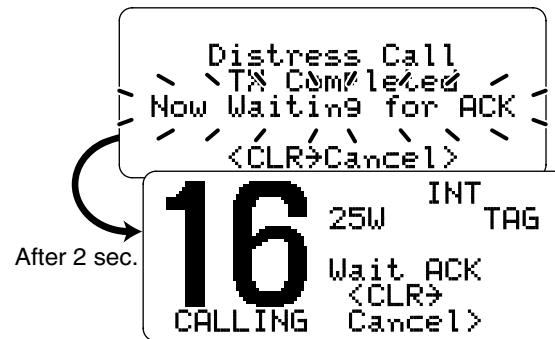 Distress Call
TX Completed
Now Waiting for ACK
<CLR→Cancel>
After 2 sec.
16
INT
25W
TAG
Wait ACK
<CLR→
CALLING
Cancel>